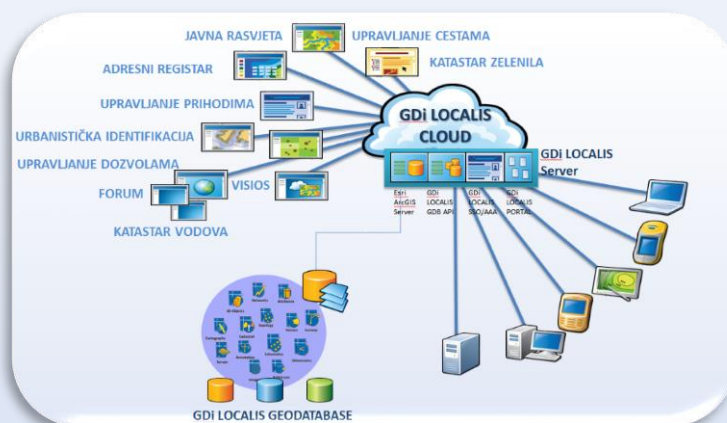 JAVNA RASVJETA
UPRAVLJANJE CESTAMA
ADRESNI REGISTAR
KATASTAR ZELENILA
UPRAVLJANJE PRIHODIMA
GDi LOCALIS
CLOUD
URBANISTIČKA IDENTIFIKACIJA
UPRAVLJANJE DOZVOLAMA
GDi LOCALIS
Server
FORUM
VISIOS
KATASTAR VODOVA
Esri
ArcGIS
Server
GDi
LOCALIS
GDB API
GDi
LOCALIS
SSO/AAA
GDi
LOCALIS
PORTAL
GDi LOCALIS GEODATABASE